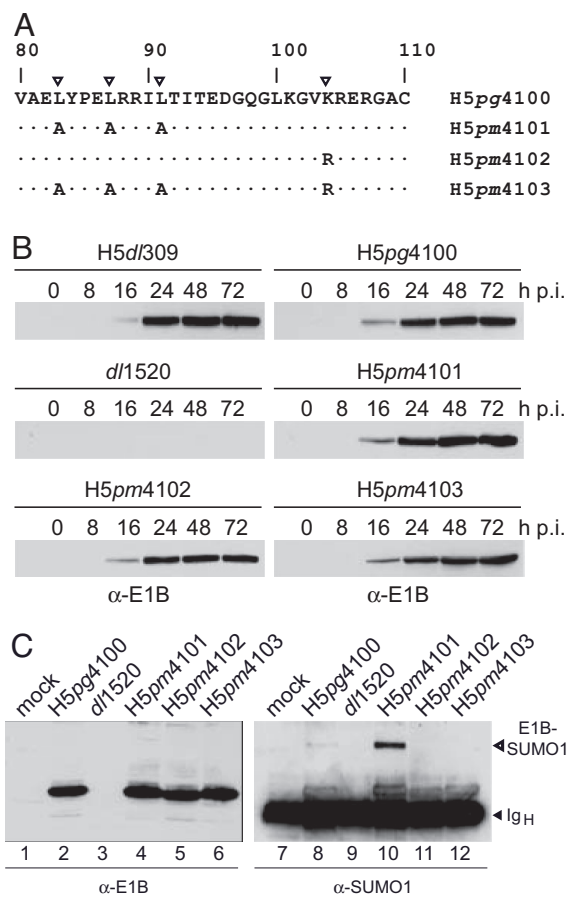 A
80 90 100 110
VAELYPELRRILTITEDGQGLKGVKRERGAC H5pg4100
···A···A···A··················· H5pm4101
························R······ H5pm4102
···A···A···A············R······ H5pm4103
B
H5dl309 H5pg4100
0 8 16 24 48 72 0 8 16 24 48 72 h p.i.
dl1520 H5pm4101
0 8 16 24 48 72 0 8 16 24 48 72 h p.i.
H5pm4102 H5pm4103
0 8 16 24 48 72 0 8 16 24 48 72 h p.i.
α-E1B α-E1B
C
mock H5pg4100 dl1520 H5pm4101 H5pm4102 H5pm4103 mock H5pg4100 dl1520 H5pm4101 H5pm4102 H5pm4103
E1B-
SUMO1
IgH
1 2 3 4 5 6 7 8 9 10 11 12
α-E1B α-SUMO1